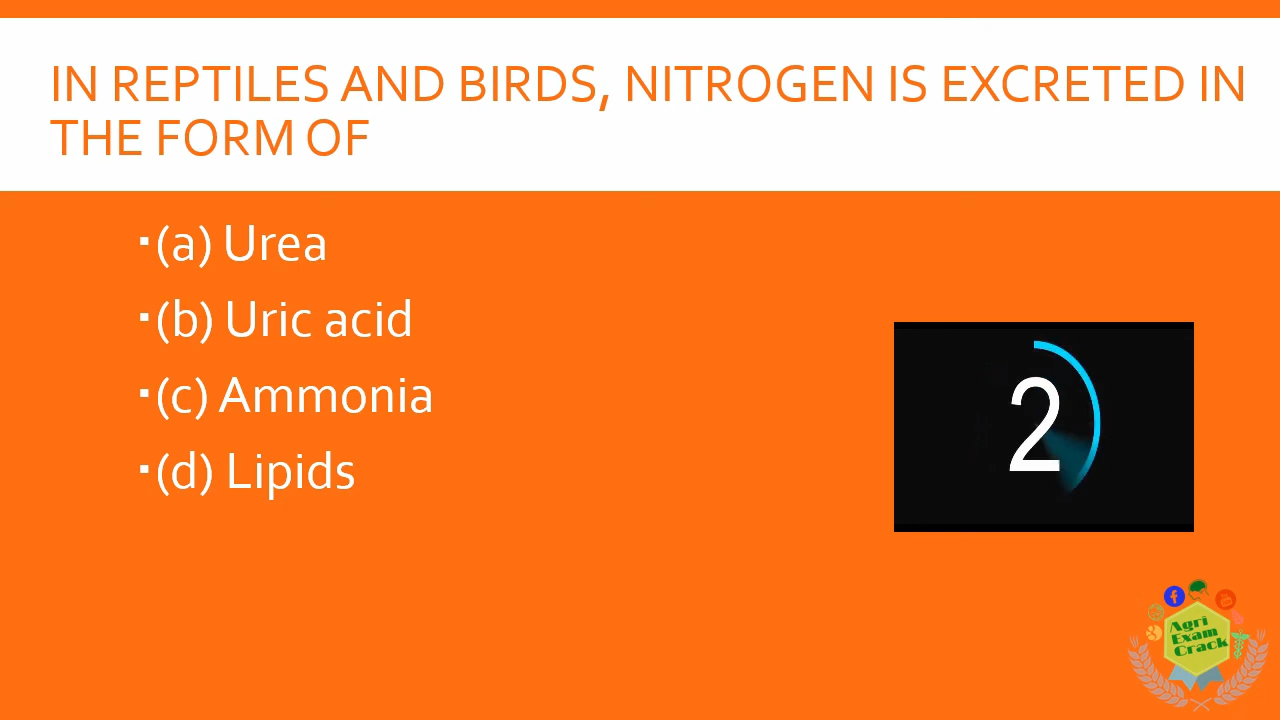 IN REPTILES AND BIRDS, NITROGEN IS EXCRETED IN
THE FORM OF
(a) Urea
(b) Uric acid
(c) Ammonia
(d) Lipids
2
Agri
Exam
Crack